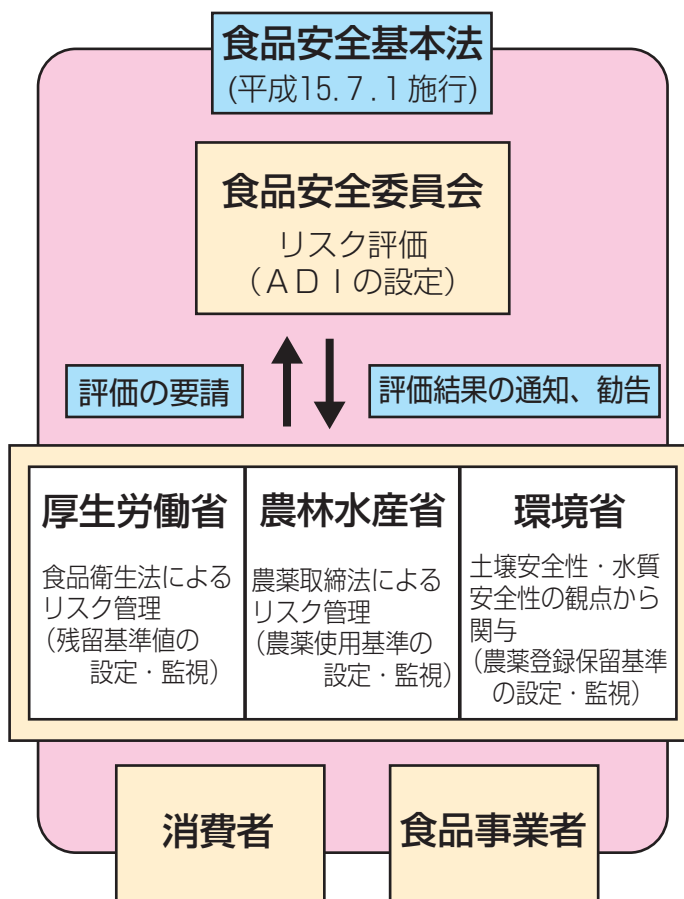 食品安全基本法
(平成15.7.1施行)
食品安全委員会
リスク評価
（ＡＤＩの設定）
評価の要請
評価結果の通知、勧告
厚生労働省
食品衛生法による
リスク管理
(残留基準値の
設定・監視)
農林水産省
農薬取締法による
リスク管理
(農薬使用基準の
設定・監視)
環境省
土壌安全性・水質
安全性の観点から
関与
(農薬登録保留基準
の設定・監視)
消費者
食品事業者